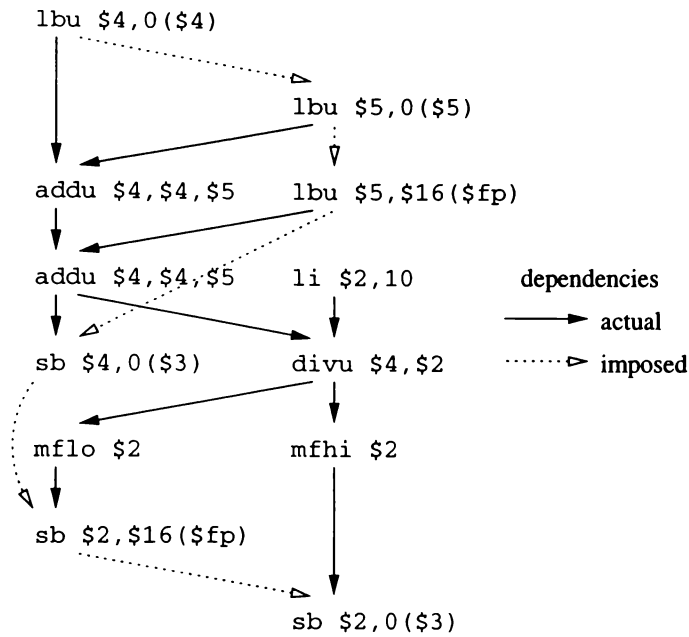 lbu $4,0($4)
lbu $5,0($5)
addu $4,$4,$5 lbu $5,$16($fp)
addu $4,$4,$5 li $2,10 dependencies
actual
sb $4,0($3) divu $4,$2 imposed
mflo $2 mfhi $2
sb $2,$16($fp)
sb $2,0($3)